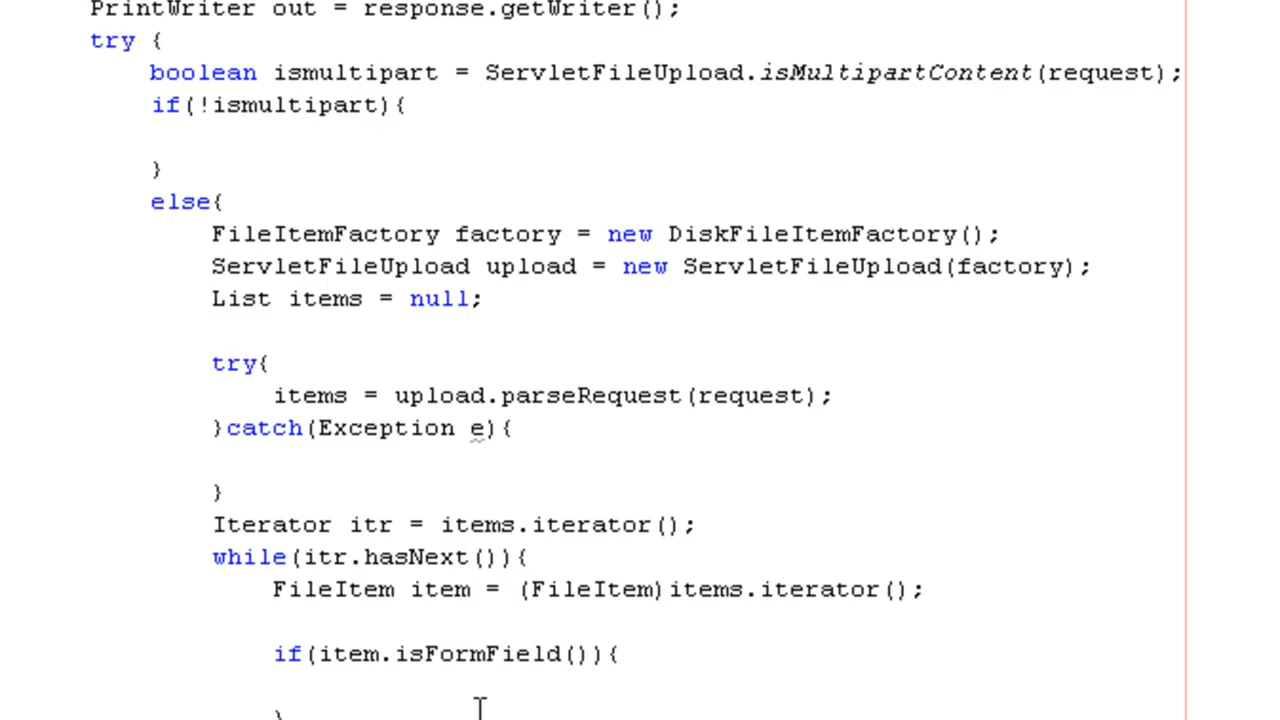 PrintWriter out = response.getWriter();
try {
boolean ismultipart = ServletFileUpload.isMultipartContent(request);
if(!ismultipart){
}
else{
FileItemFactory factory = new DiskFileItemFactory();
ServletFileUpload upload = new ServletFileUpload(factory);
List items = null;
try{
items = upload.parseRequest(request);
}catch(Exception e){
}
Iterator itr = items.iterator();
while(itr.hasNext()){
FileItem item = (FileItem)items.iterator();
if(item.isFormField()){
}